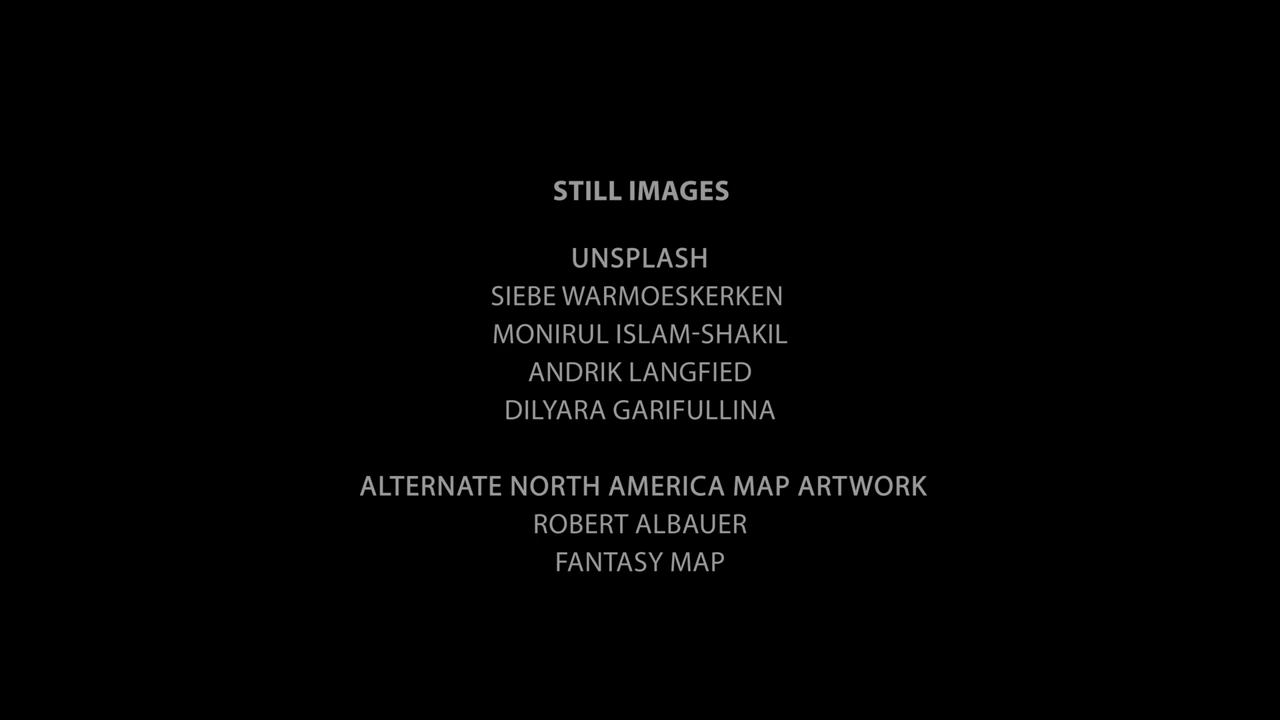 STILL IMAGES
UNSPLASH
SIEBE WARMOESKERKEN
MONIRUL ISLAM-SHAKIL
ANDRIK LANGFIED
DILYARA GARIFULLINA
ALTERNATE NORTH AMERICA MAP ARTWORK
ROBERT ALBAUER
FANTASY MAP